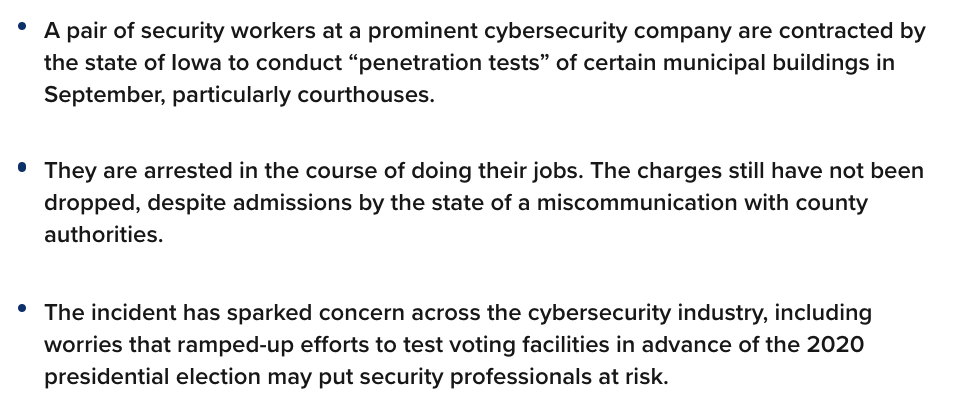 • A pair of security workers at a prominent cybersecurity company are contracted by
the state of Iowa to conduct “penetration tests” of certain municipal buildings in
September, particularly courthouses.
• They are arrested in the course of doing their jobs. The charges still have not been
dropped, despite admissions by the state of a miscommunication with county
authorities.
• The incident has sparked concern across the cybersecurity industry, including
worries that ramped-up efforts to test voting facilities in advance of the 2020
presidential election may put security professionals at risk.